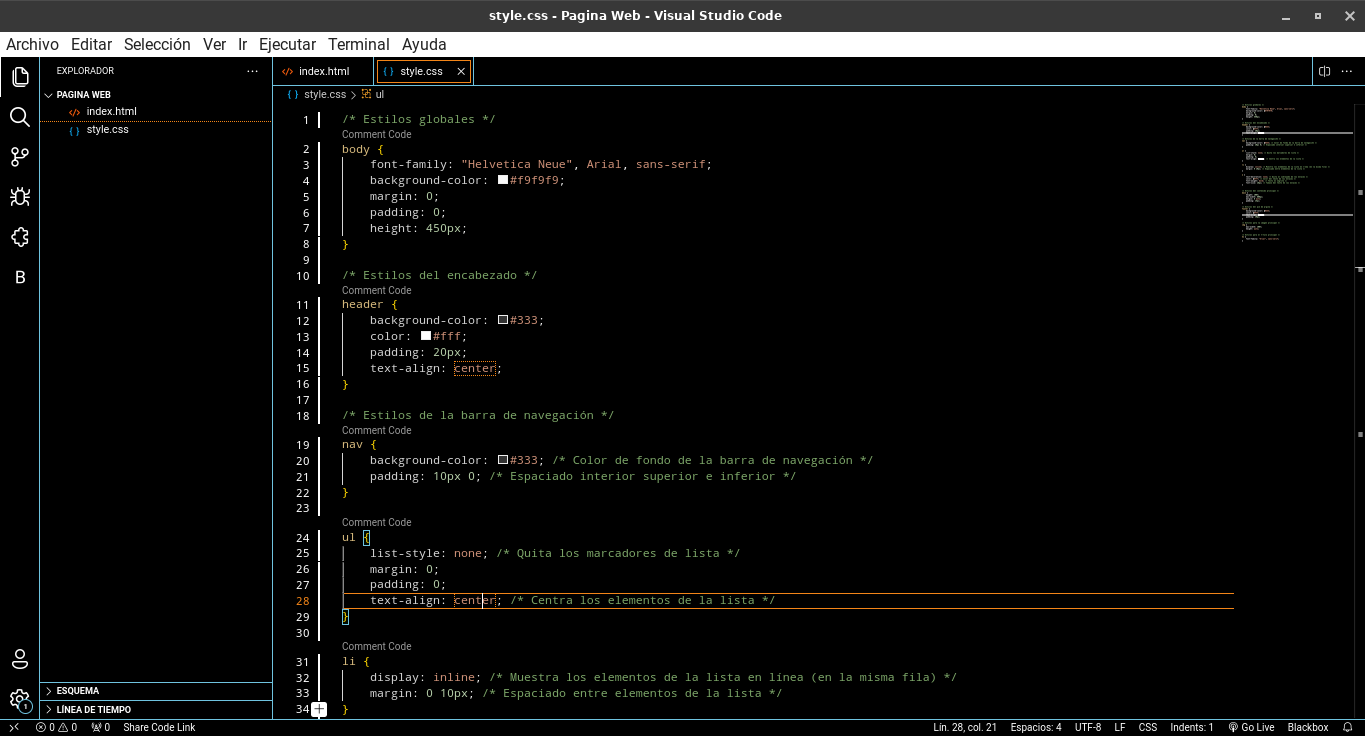 style.css - Pagina Web - Visual Studio Code
Archivo Editar Selección Ver Ir Ejecutar Terminal Ayuda
EXPLORADOR
PAGINA WEB
index.html
style.css
B
ESQUEMA
LÍNEA DE TIEMPO
index.html style.css
style.css > ul
1 /* Estilos globales */
Comment Code
2 body {
3 font-family: "Helvetica Neue", Arial, sans-serif;
4 background-color: #f9f9f9;
5 margin: 0;
6 padding: 0;
7 height: 450px;
8 }
9
10 /* Estilos del encabezado */
Comment Code
11 header {
12 background-color: #333;
13 color: #fff;
14 padding: 20px;
15 text-align: center;
16 }
17
18 /* Estilos de la barra de navegación */
Comment Code
19 nav {
20 background-color: #333; /* Color de fondo de la barra de navegación */
21 padding: 10px 0; /* Espaciado interior superior e inferior */
22 }
23
Comment Code
24 ul {
25 list-style: none; /* Quita los marcadores de lista */
26 margin: 0;
27 padding: 0;
28 text-align: center; /* Centra los elementos de la lista */
29 }
30
Comment Code
31 li {
32 display: inline; /* Muestra los elementos de la lista en línea (en la misma fila) */
33 margin: 0 10px; /* Espaciado entre elementos de la lista */
34 }
1
0 0 0 Share Code Link Lín. 28, col. 21 Espacios: 4 UTF-8 LF CSS Indents: 1 Go Live Blackbox